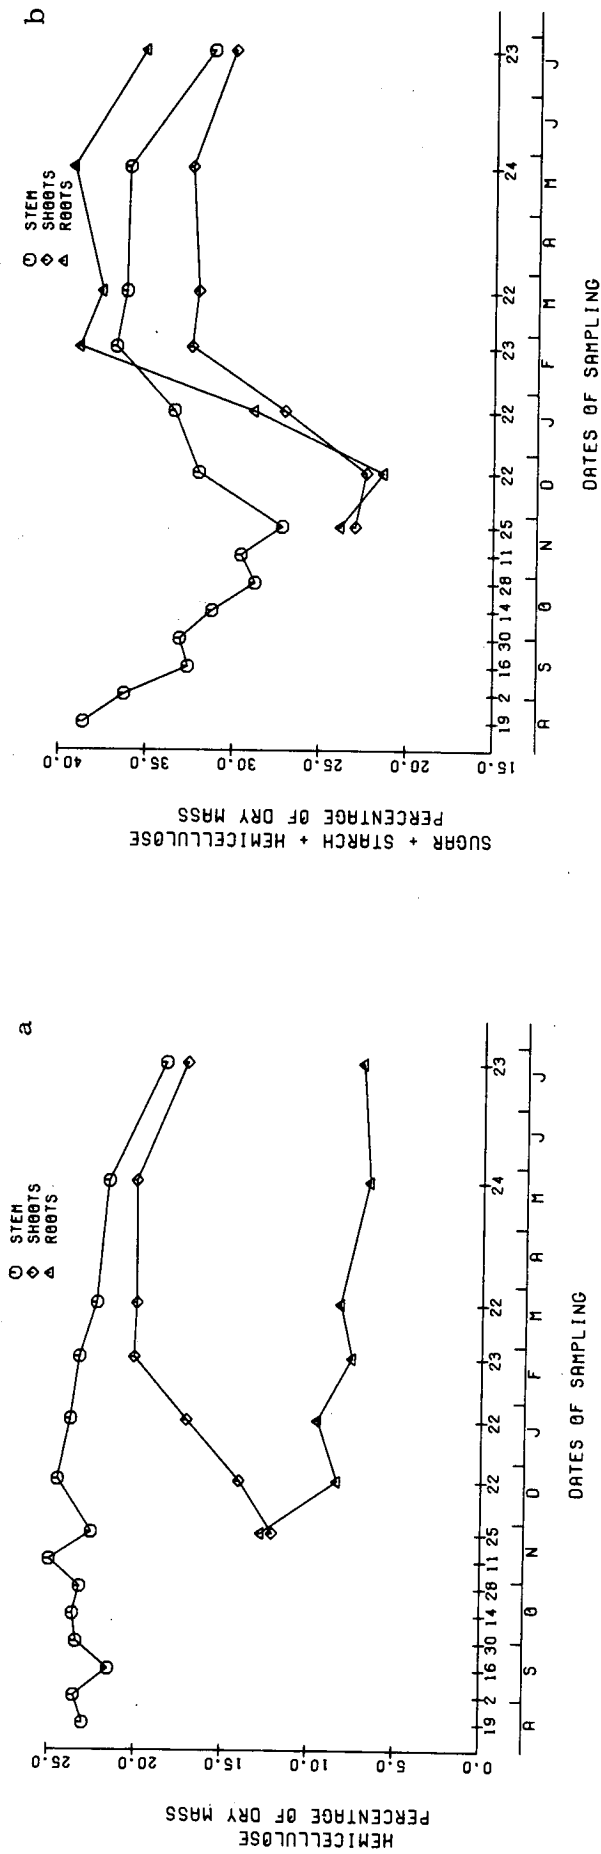 a
STEM
SHOOTS
ROOTS
HEMICELLULOSE
PERCENTAGE OF DRY MASS
25.0
20.0
15.0
10.0
5.0
0.0
19 2 16 30 14 28 11 25 22 22 23 22 24 23
A S O N D J F M A M J J
DATES OF SAMPLING
b
STEM
SHOOTS
ROOTS
SUGAR + STARCH + HEMICELLULOSE
PERCENTAGE OF DRY MASS
40.0
35.0
30.0
25.0
20.0
15.0
19 2 16 30 14 28 11 25 22 22 23 22 24 23
A S O N D J F M A M J J
DATES OF SAMPLING